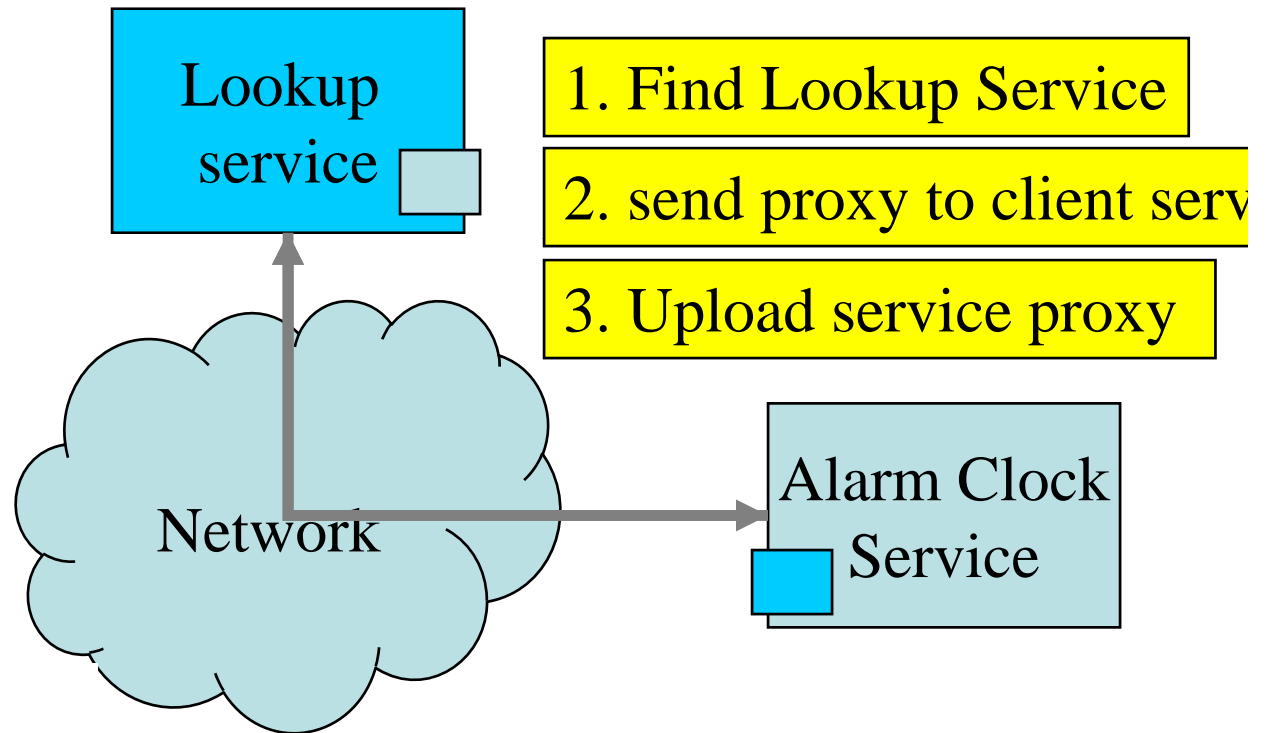 Lookup
service
1. Find Lookup Service
2. send proxy to client serv
3. Upload service proxy
Network
Alarm Clock
Service